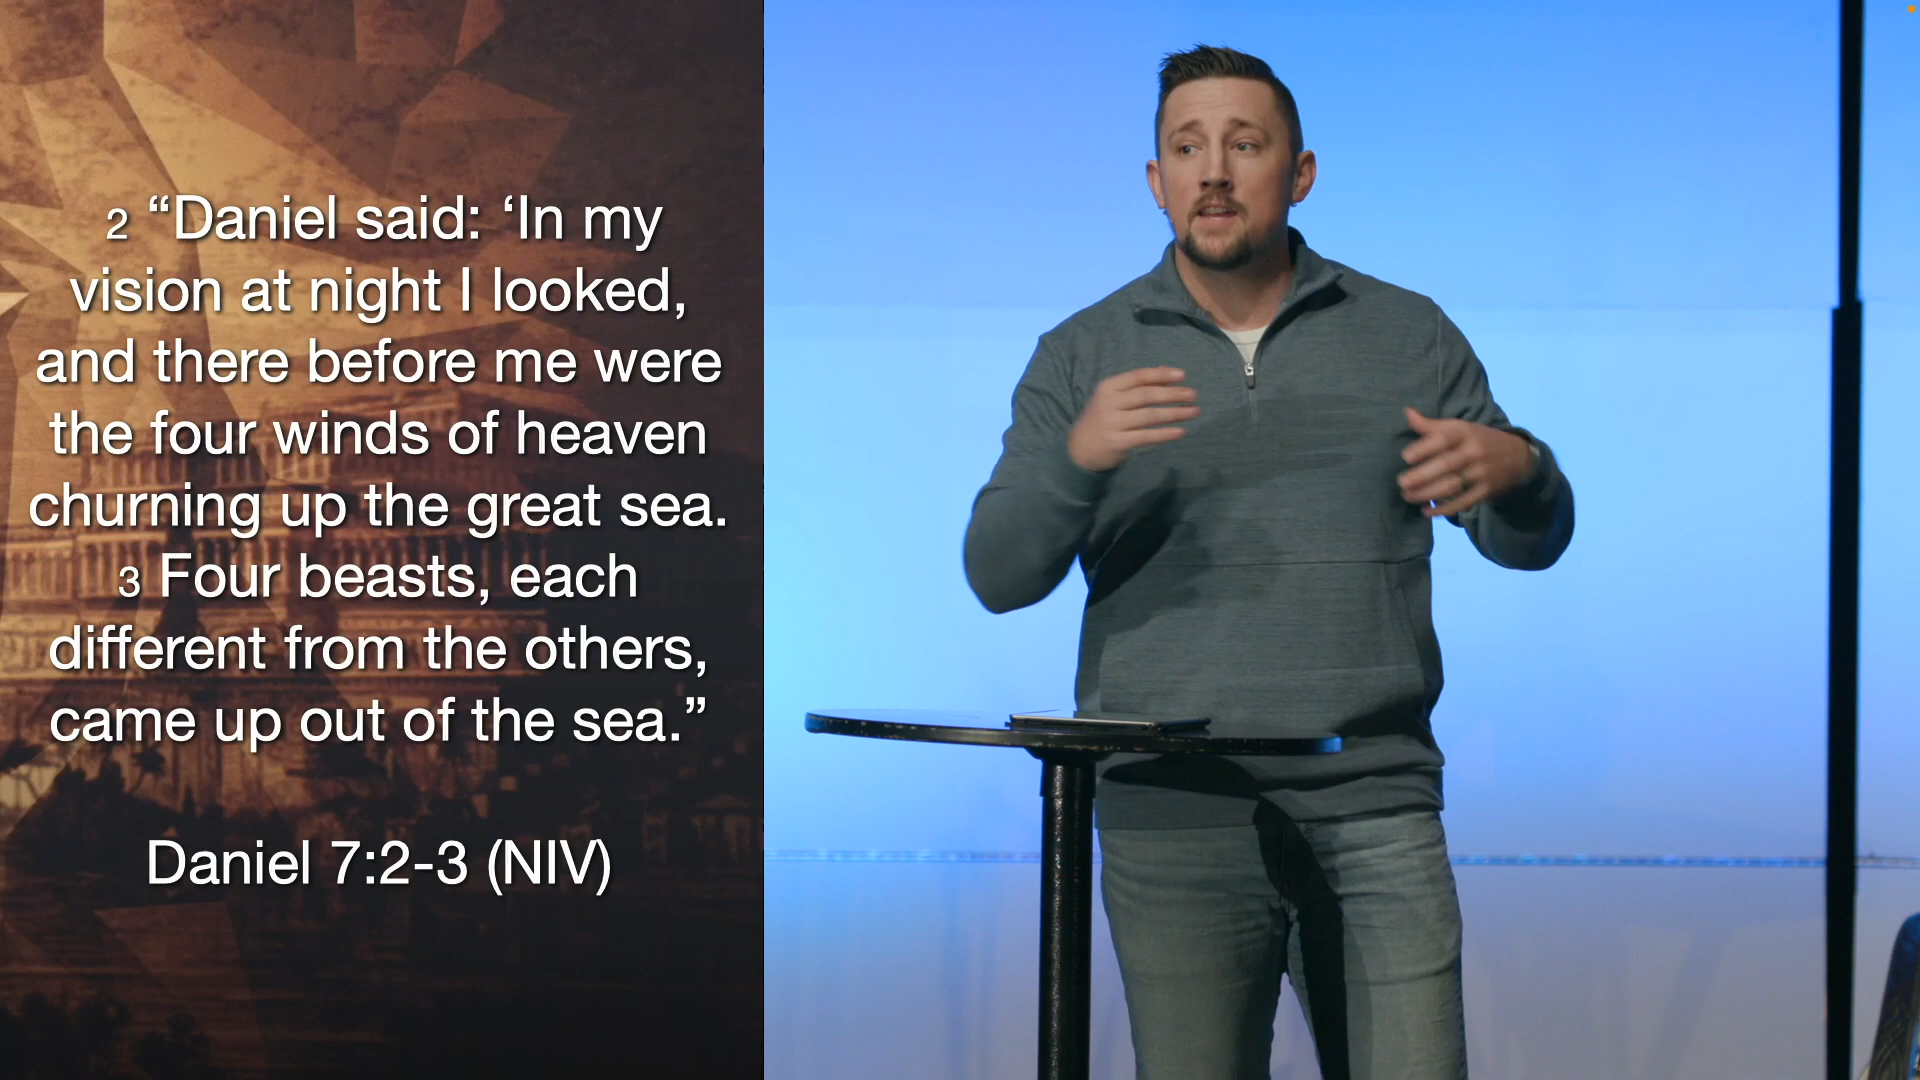 2 “Daniel said: ‘In my
vision at night I looked,
and there before me were
the four winds of heaven
churning up the great sea.
3 Four beasts, each
different from the others,
came up out of the sea.”
Daniel 7:2-3 (NIV)